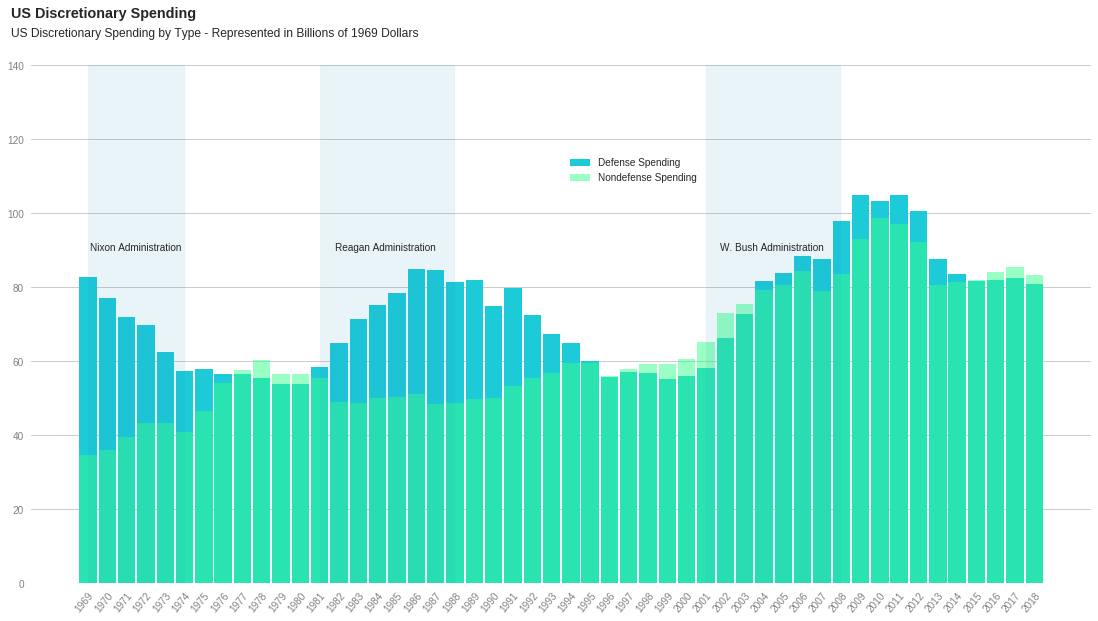 US Discretionary Spending
US Discretionary Spending by Type - Represented in Billions of 1969 Dollars
140
120
Defense Spending
Nondefense Spending
100
Nixon Administration
Reagan Administration
W. Bush Administration
80
60
40
20
0
1969 1970 1971 1972 1973 1974 1975 1976 1977 1978 1979 1980 1981 1982 1983 1984 1985 1986 1987 1988 1989 1990 1991 1992 1993 1994 1995 1996 1997 1998 1999 2000 2001 2002 2003 2004 2005 2006 2007 2008 2009 2010 2011 2012 2013 2014 2015 2016 2017 2018